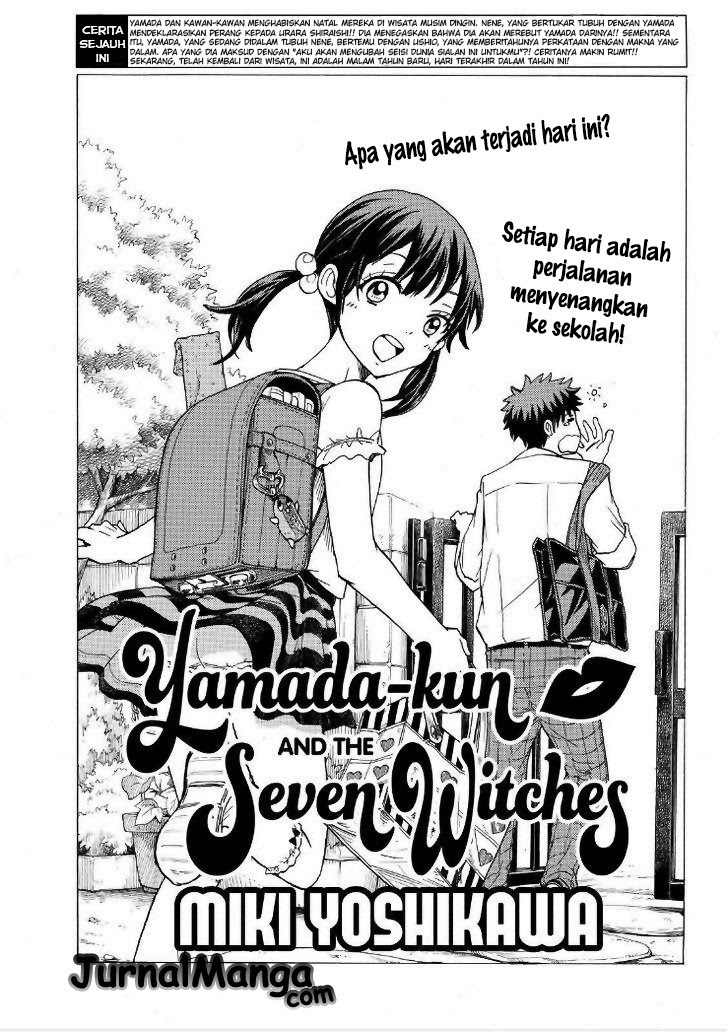 CERITA
SEJAUH
INI
YAMADA DAN KAWAN-KAWAN MENGHABISKAN NATAL MEREKA DI WISATA MUSIM DINGIN. NENE, YANG BERTUKAR TUBUH DENGAN YAMADA
MENDEKLARASIKAN PERANG KEPADA URARA SHIRAISHI!! DIA MENEGASKAN BAHWA DIA AKAN MEREBUT YAMADA DARINYA!! SEMENTARA
ITU, YAMADA, YANG SEDANG DIDALAM TUBUH NENE, BERTEMU DENGAN USHIO, YANG MEMBERITAHUNYA PERKATAAN DENGAN MAKNA YANG
DALAM. APA YANG DIA MAKSUD DENGAN "AKU AKAN MENGUBAH SEISI DUNIA SIALAN INI UNTUKMU"?! CERITANYA MAKIN RUMIT!!
SEKARANG, TELAH KEMBALI DARI WISATA, INI ADALAH MALAM TAHUN BARU, HARI TERAKHIR DALAM TAHUN INI!
Apa yang akan terjadi hari ini?
Setiap hari adalah
perjalanan
menyenangkan
ke sekolah!
Yamada-kun
AND THE
Seven Witches
MIKI YOSHIKAWA
JurnalManga.com